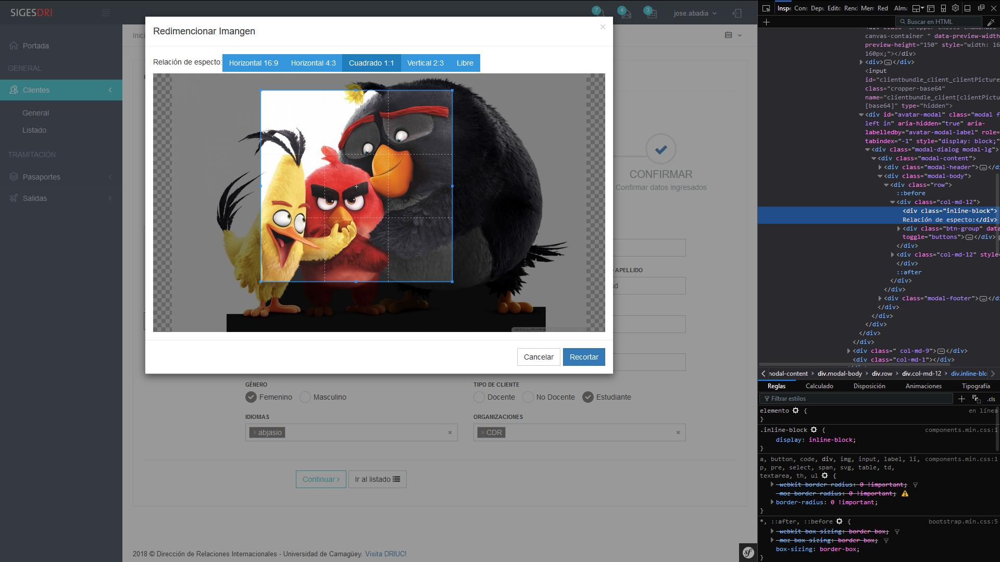 SIGESDRI
7
4
3
jose.abadia
Portada
GENERAL
Clientes
General
Listado
TRAMITACIÓN
Pasaportes
Salidas
Inici
Redimencionar Imangen
×
Relación de especto:
Horizontal 16:9
Horizontal 4:3
Cuadrado 1:1
Vertical 2:3
Libre
Cancelar
Recortar
CONFIRMAR
Confirmar datos ingresados
APELLIDO
sd
GÉNERO
Femenino
Masculino
TIPO DE CLIENTE
Docente
No Docente
Estudiante
IDIOMAS
× abjasio
×
ORGANIZACIONES
× CDR
×
Continuar
Ir al listado
2018 © Dirección de Relaciones Internacionales - Universidad de Camagüey. Visita DRIUC!
sf
Inspe
Cons
Depu
Edito
Rend
Mem
Red
Alma
Buscar en HTML
canvas-container " data-preview-width
preview-height="150" style="width: 16
160px;"></div>
<div></div>
<input
id="clientbundle_client_clientPicture
class="cropper-base64"
name="clientbundle_client[clientPictu
[base64]" type="hidden">
<div id="avatar-modal" class="modal f
left in" aria-hidden="true" aria-
labelledby="avatar-modal-label" role=
tabindex="-1" style="display: block;"
<div class="modal-dialog modal-lg">
<div class="modal-content">
<div class="modal-header"></di
<div class="modal-body">
<div class="row">
::before
<div class="col-md-12">
<div class="inline-block">
Relación de especto:</div>
<div class="btn-group" data
toggle="buttons"></div>
</div>
<div class="col-md-12" style=
</div>
::after
</div>
</div>
<div class="modal-footer"></di
</div>
</div>
</div>
</div>
</div>
<div class=" col-md-9"></div>
<div class="col-md-1"></div>
modal-content
div.modal-body
div.row
div.col-md-12
div.inline-blo
Reglas
Calculado
Disposición
Animaciones
Tipografía
Filtrar estilos
.cls
elemento {
en línea
}
.inline-block {
components.min.css:1
display: inline-block;
}
a, button, code, div, img, input, label, li,
components.min.css:1
p, pre, select, span, svg, table, td,
textarea, th, ul {
-webkit-border-radius: 0 !important;
-moz-border-radius: 0 !important;
border-radius: 0 !important;
}
*, ::after, ::before {
bootstrap.min.css:5
-webkit-box-sizing: border-box;
-moz-box-sizing: border-box;
box-sizing: border-box;
}